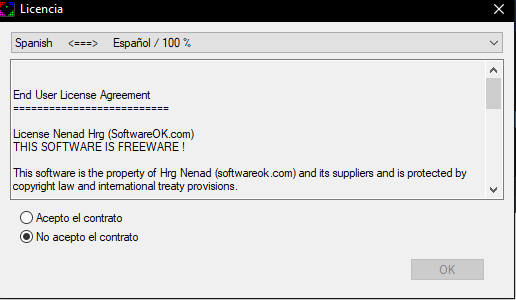 Licencia
Spanish <===> Español / 100 %
End User License Agreement
==========================
License Nenad Hrg (SoftwareOK.com)
THIS SOFTWARE IS FREEWARE !
This software is the property of Hrg Nenad (softwareok.com) and its suppliers and is protected by
copyright law and international treaty provisions.
Acepto el contrato
No acepto el contrato
OK